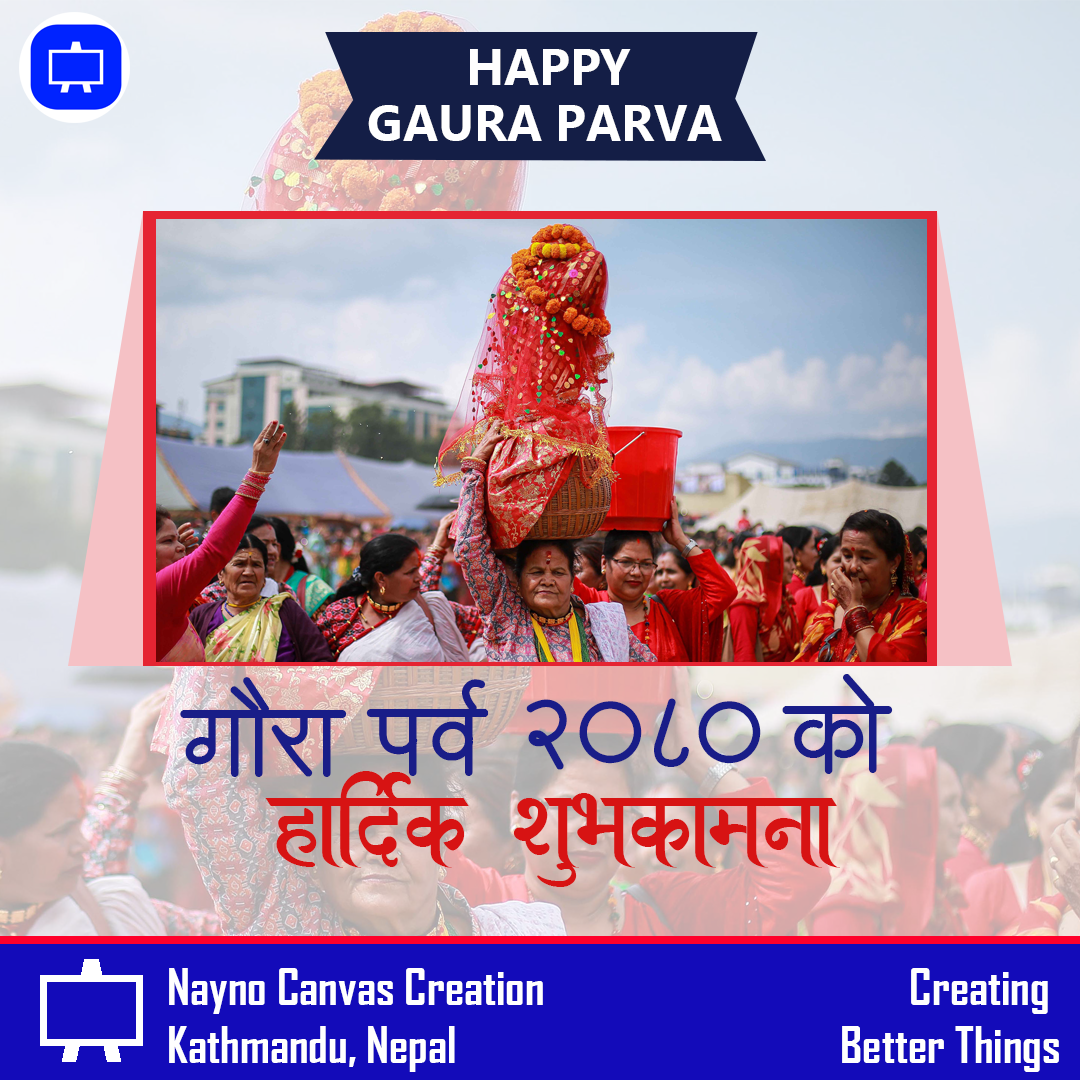 HAPPY
GAURA PARVA
गौरा पर्व २०८० को
हार्दिक शुभकामना
Nayno Canvas Creation
Kathmandu, Nepal
Creating
Better Things